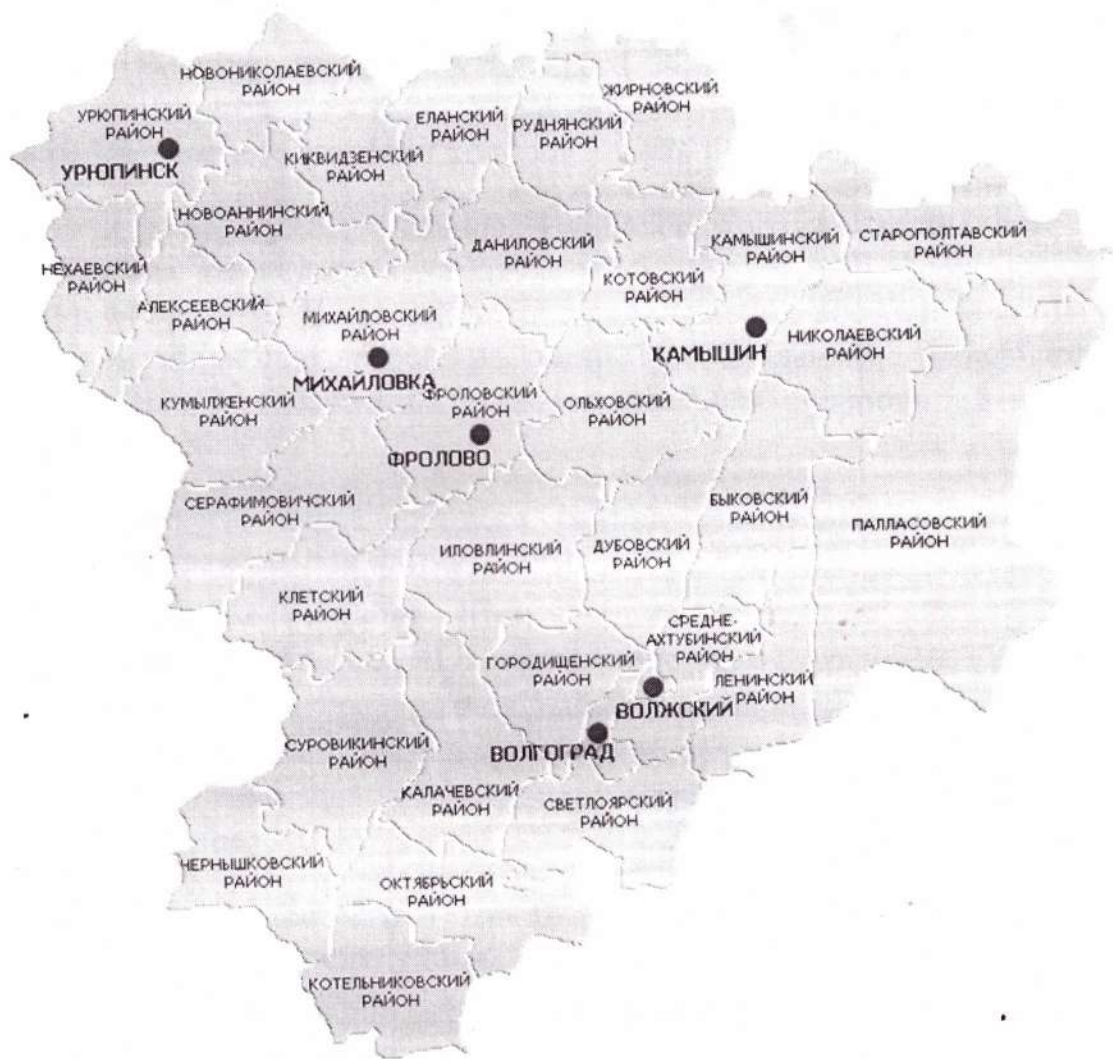 НОВОНИКОЛАЕВСКИЙ
РАЙОН
ЖИРНОВСКИЙ
РАЙОН
УРЮПИНСКИЙ
РАЙОН
УРЮПИНСК
ЕЛАНСКИЙ
РАЙОН
РУДНЯНСКИЙ
РАЙОН
КИКВИДЗЕНСКИЙ
РАЙОН
НОВОАННИНСКИЙ
РАЙОН
ДАНИЛОВСКИЙ
РАЙОН
КАМЫШИНСКИЙ
РАЙОН
СТАРОПОЛТАВСКИЙ
РАЙОН
НЕХАЕВСКИЙ
РАЙОН
КОТОВСКИЙ
РАЙОН
АЛЕКСЕЕВСКИЙ
РАЙОН
МИХАЙЛОВСКИЙ
РАЙОН
МИХАЙЛОВКА
КАМЫШИН
НИКОЛАЕВСКИЙ
РАЙОН
КУМЫЛЖЕНСКИЙ
РАЙОН
ФРОЛОВСКИЙ
РАЙОН
ФРОЛОВО
ОЛЬХОВСКИЙ
РАЙОН
СЕРАФИМОВИЧСКИЙ
РАЙОН
БЫКОВСКИЙ
РАЙОН
ПАЛЛАСОВСКИЙ
РАЙОН
ИЛОВЛИНСКИЙ
РАЙОН
ДУБОВСКИЙ
РАЙОН
КЛЕТСКИЙ
РАЙОН
СРЕДНЕ-
АХТУБИНСКИЙ
РАЙОН
ГОРОДИЩЕНСКИЙ
РАЙОН
ЛЕНИНСКИЙ
РАЙОН
ВОЛЖСКИЙ
СУРОВИКИНСКИЙ
РАЙОН
ВОЛГОГРАД
КАЛАЧЕВСКИЙ
РАЙОН
СВЕТЛОЯРСКИЙ
РАЙОН
ЧЕРНЫШКОВСКИЙ
РАЙОН
ОКТЯБРЬСКИЙ
РАЙОН
КОТЕЛЬНИКОВСКИЙ
РАЙОН